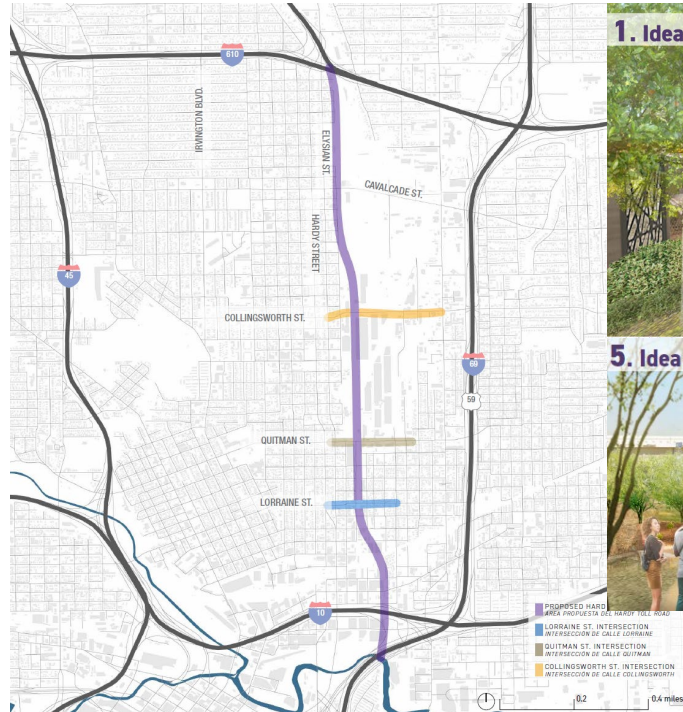 1. Idea
610
IRVINGTON BLVD.
ELYSIAN ST.
CAVALCADE ST.
HARDY STREET
45
COLLINGSWORTH ST.
69
5. Idea
59
QUITMAN ST.
LORRAINE ST.
10
PROPOSED HARD
ÁREA PROPUESTA DEL HARDY TOLL ROAD
LORRAINE ST. INTERSECTION
INTERSECCIÓN DE CALLE LORRAINE
QUITMAN ST. INTERSECTION
INTERSECCIÓN DE CALLE QUITMAN
COLLINGSWORTH ST. INTERSECTION
INTERSECCIÓN DE CALLE COLLINGSWORTH
0.2
0.4 miles